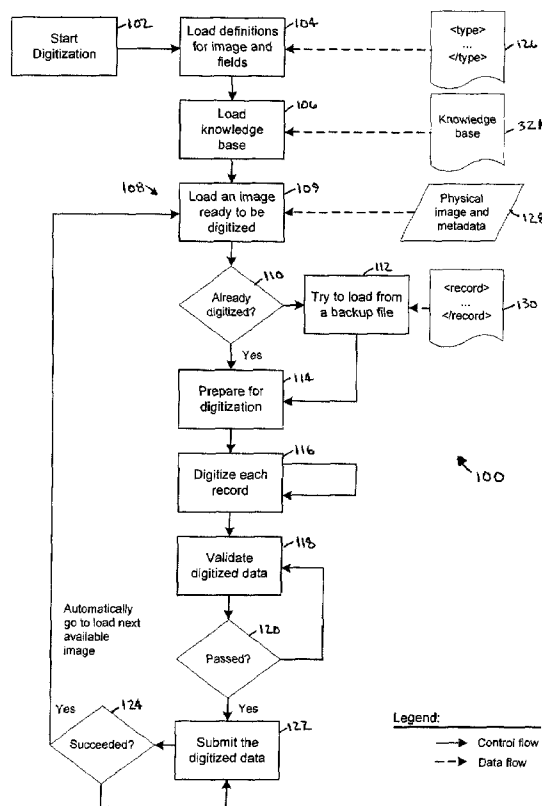 102
Start
Digitization
104
Load definitions
for image and
fields
<type>
...
</type>
126
106
Load
knowledge
base
Knowledge
base
108
109
Load an image
ready to be
digitized
Physical
image and
metadata
128
110
Already
digitized?
112
Try to load from
a backup file
<record>
...
</record>
130
Yes
114
Prepare for
digitization
116
Digitize each
record
100
118
Validate
digitized data
Automatically
go to load next
available
image
120
Passed?
Yes
124
Yes
Succeeded?
122
Submit the
digitized data
Legend:
Control flow
Data flow